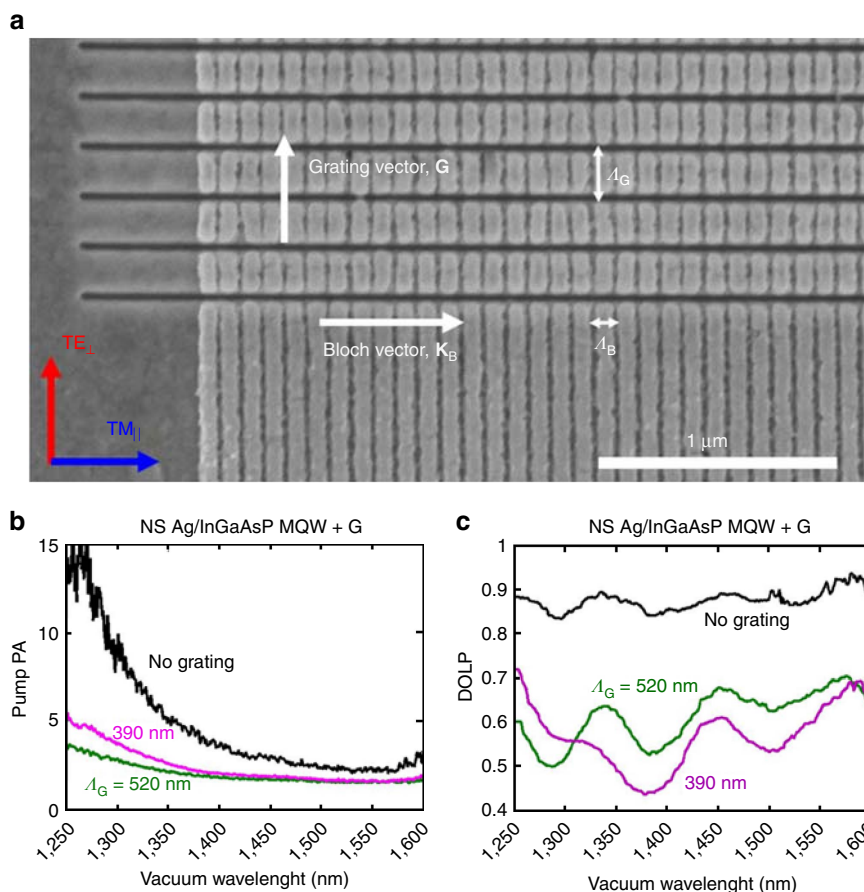 a
Grating vector, G
Λ_G
Bloch vector, K_B
Λ_B
TE⊥
TM||
1 μm
b
NS Ag/InGaAsP MQW + G
15
10
5
0
Pump PA
No grating
390 nm
Λ_G = 520 nm
1,250
1,300
1,350
1,400
1,450
1,500
1,550
1,600
Vacuum wavelenght (nm)
c
NS Ag/InGaAsP MQW + G
1
0.9
0.8
0.7
0.6
0.5
0.4
DOLP
No grating
Λ_G = 520 nm
390 nm
1,250
1,300
1,350
1,400
1,450
1,500
1,550
1,600
Vacuum wavelenght (nm)